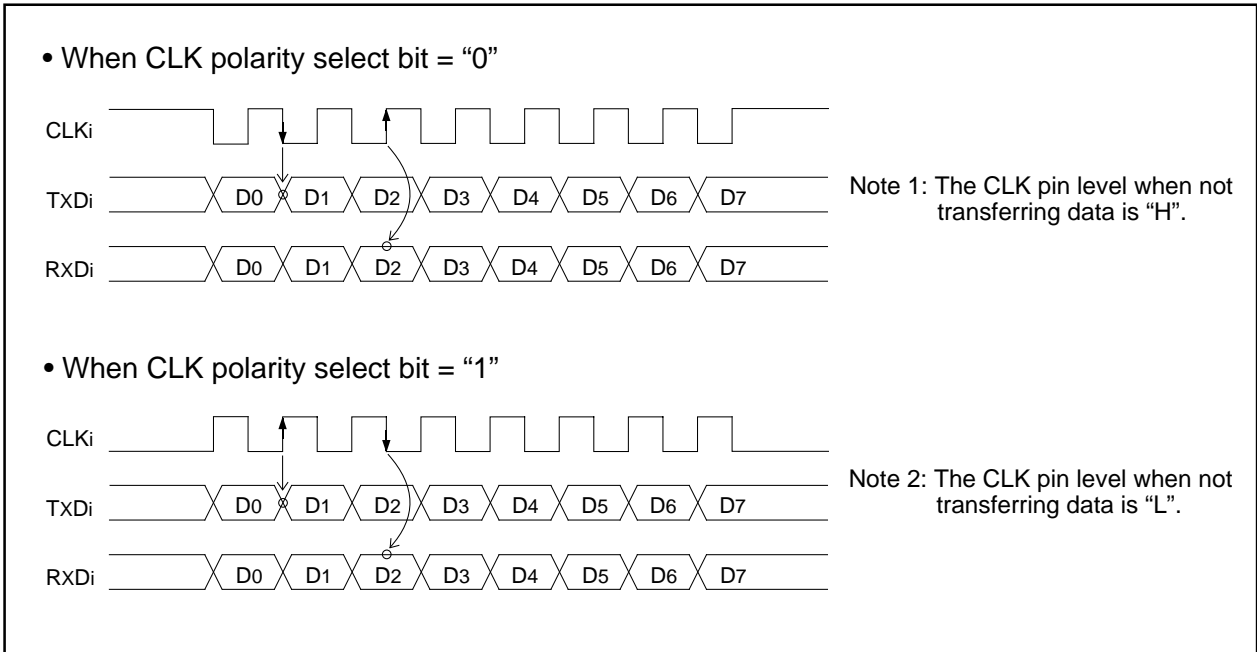 • When CLK polarity select bit = “0”
CLKi
TXDi D0 D1 D2 D3 D4 D5 D6 D7
RXDi D0 D1 D2 D3 D4 D5 D6 D7
Note 1: The CLK pin level when not
transferring data is “H”.
• When CLK polarity select bit = “1”
CLKi
TXDi D0 D1 D2 D3 D4 D5 D6 D7
RXDi D0 D1 D2 D3 D4 D5 D6 D7
Note 2: The CLK pin level when not
transferring data is “L”.